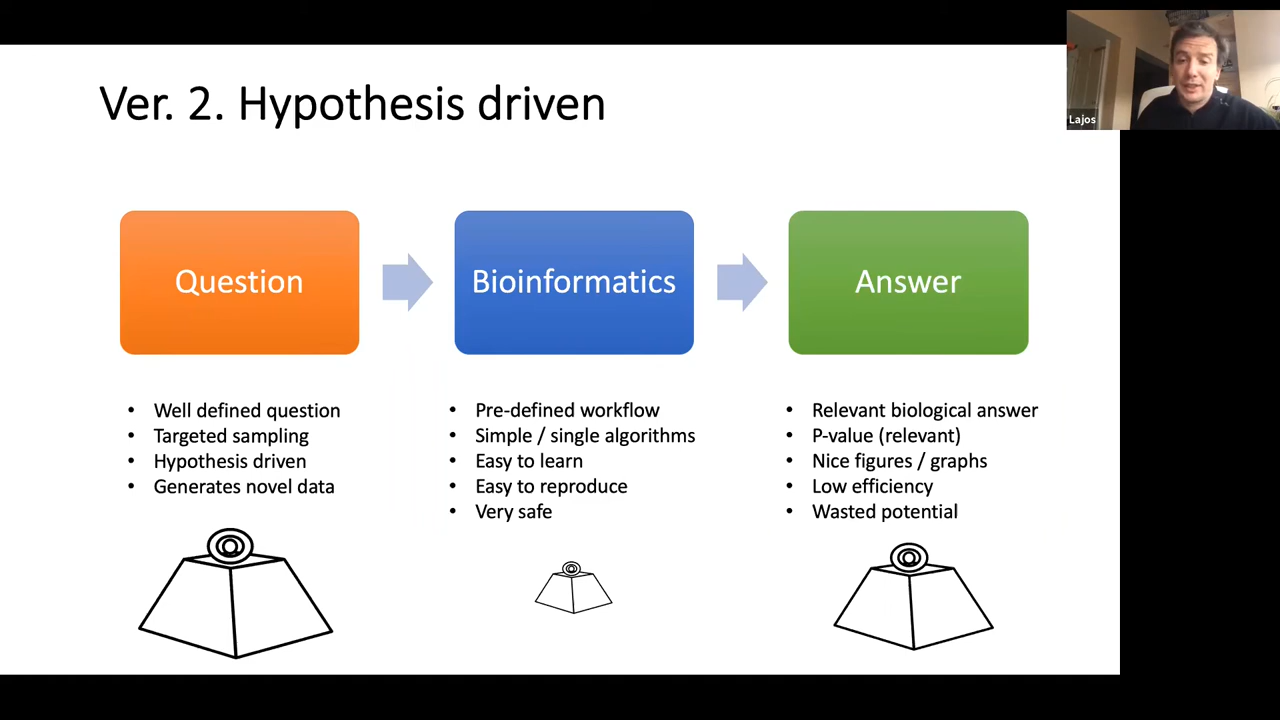 Ver. 2. Hypothesis driven
Lajos
Question
Bioinformatics
Answer
• Well defined question
• Targeted sampling
• Hypothesis driven
• Generates novel data
• Pre-defined workflow
• Simple / single algorithms
• Easy to learn
• Easy to reproduce
• Very safe
• Relevant biological answer
• P-value (relevant)
• Nice figures / graphs
• Low efficiency
• Wasted potential